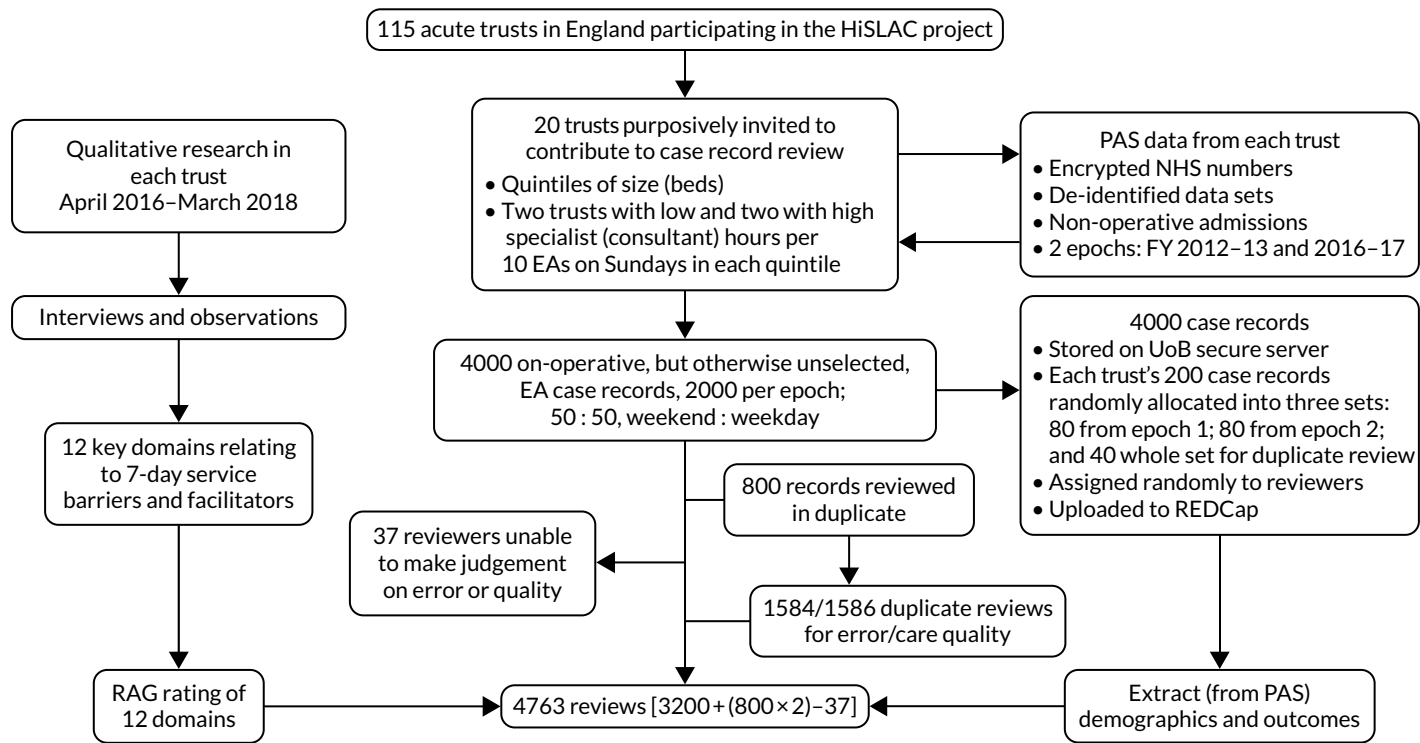 115 acute trusts in England participating in the HiSLAC project
20 trusts purposively invited to
contribute to case record review
• Quintiles of size (beds)
• Two trusts with low and two with high
specialist (consultant) hours per
10 EAs on Sundays in each quintile
PAS data from each trust
• Encrypted NHS numbers
• De-identified data sets
• Non-operative admissions
• 2 epochs: FY 2012–13 and 2016–17
Qualitative research in
each trust
April 2016–March 2018
Interviews and observations
12 key domains relating
to 7-day service
barriers and facilitators
RAG rating of
12 domains
4000 on-operative, but otherwise unselected,
EA case records, 2000 per epoch;
50 : 50, weekend : weekday
4000 case records
• Stored on UoB secure server
• Each trust's 200 case records
randomly allocated into three sets:
80 from epoch 1; 80 from epoch 2;
and 40 whole set for duplicate review
• Assigned randomly to reviewers
• Uploaded to REDCap
800 records reviewed
in duplicate
37 reviewers unable
to make judgement
on error or quality
1584/1586 duplicate reviews
for error/care quality
4763 reviews [3200+(800×2)–37]
Extract (from PAS)
demographics and outcomes